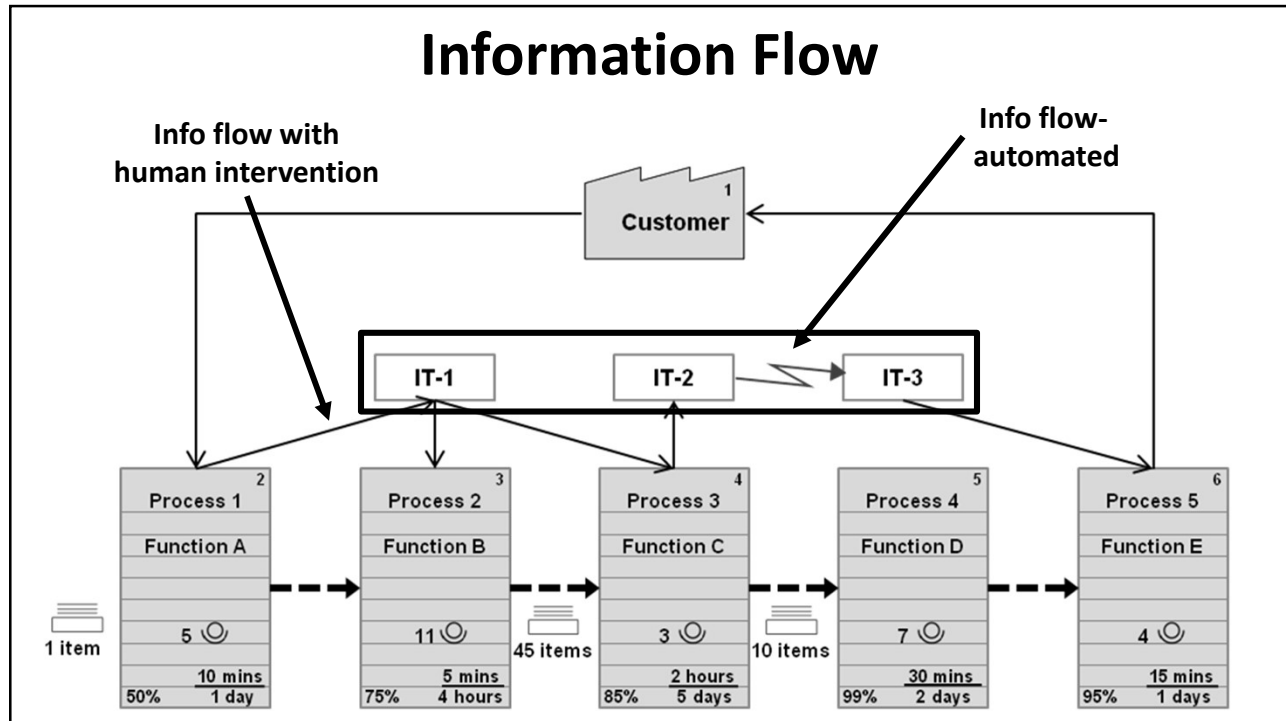 Information Flow
Info flow with
human intervention
Info flow-
automated
1
Customer
IT-1
IT-2
IT-3
2
Process 1
Function A
5
10 mins
50% 1 day
3
Process 2
Function B
11
5 mins
75% 4 hours
4
Process 3
Function C
3
2 hours
85% 5 days
5
Process 4
Function D
7
30 mins
99% 2 days
6
Process 5
Function E
4
15 mins
95% 1 days
1 item
45 items
10 items